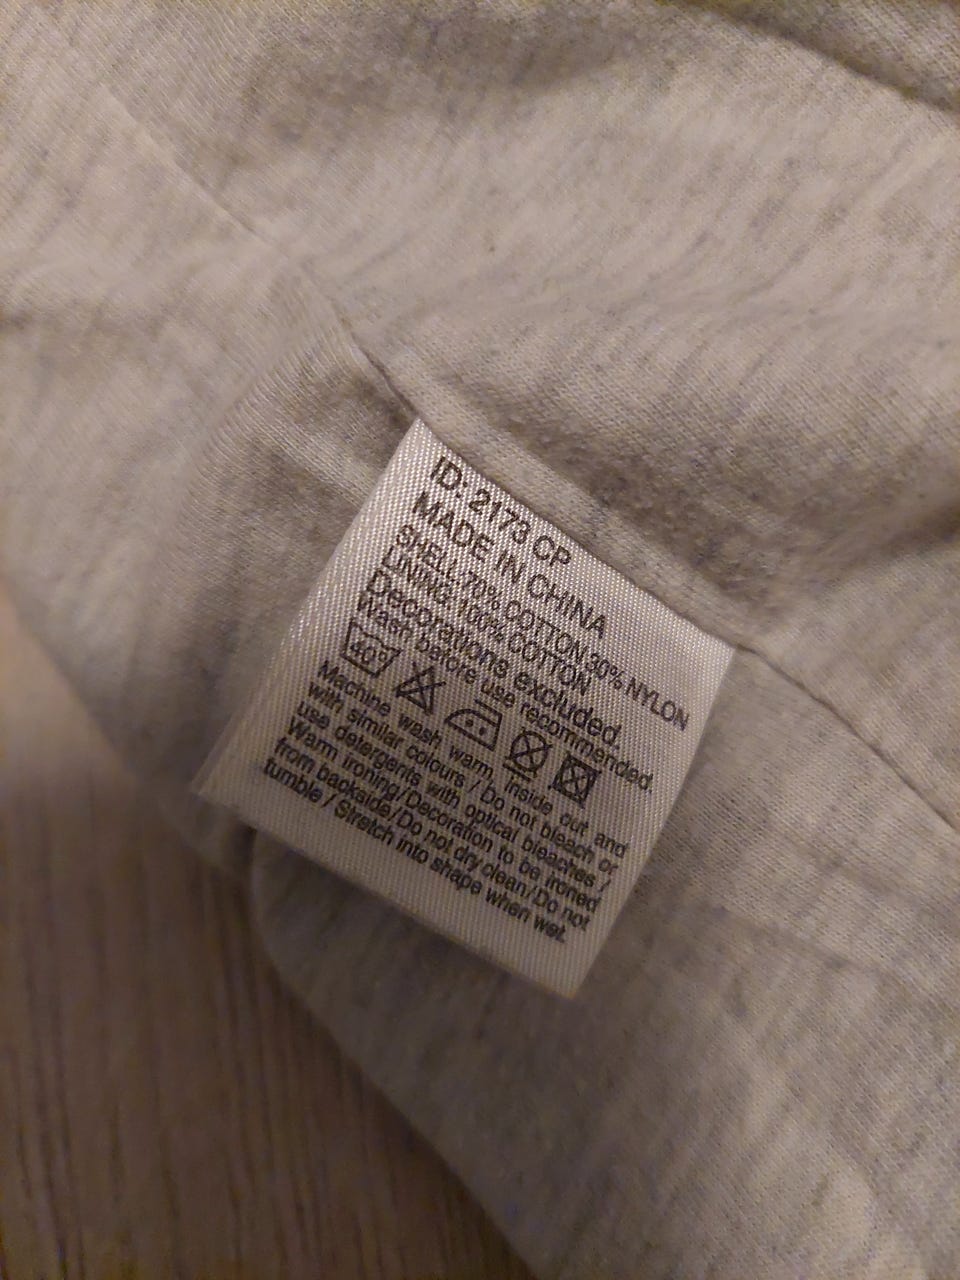 ID: 2173 CP
MADE IN CHINA
SHELL: 70% COTTON 30% NYLON
LINING: 100% COTTON
Decorations excluded.
Wash before use recommended.
40°
Machine wash warm, inside out and
with similar colours / Do not bleach or
use detergents with optical bleaches /
Warm ironing/Decoration to be ironed
from backside/Do not dry clean/Do not
tumble / Stretch into shape when wet.